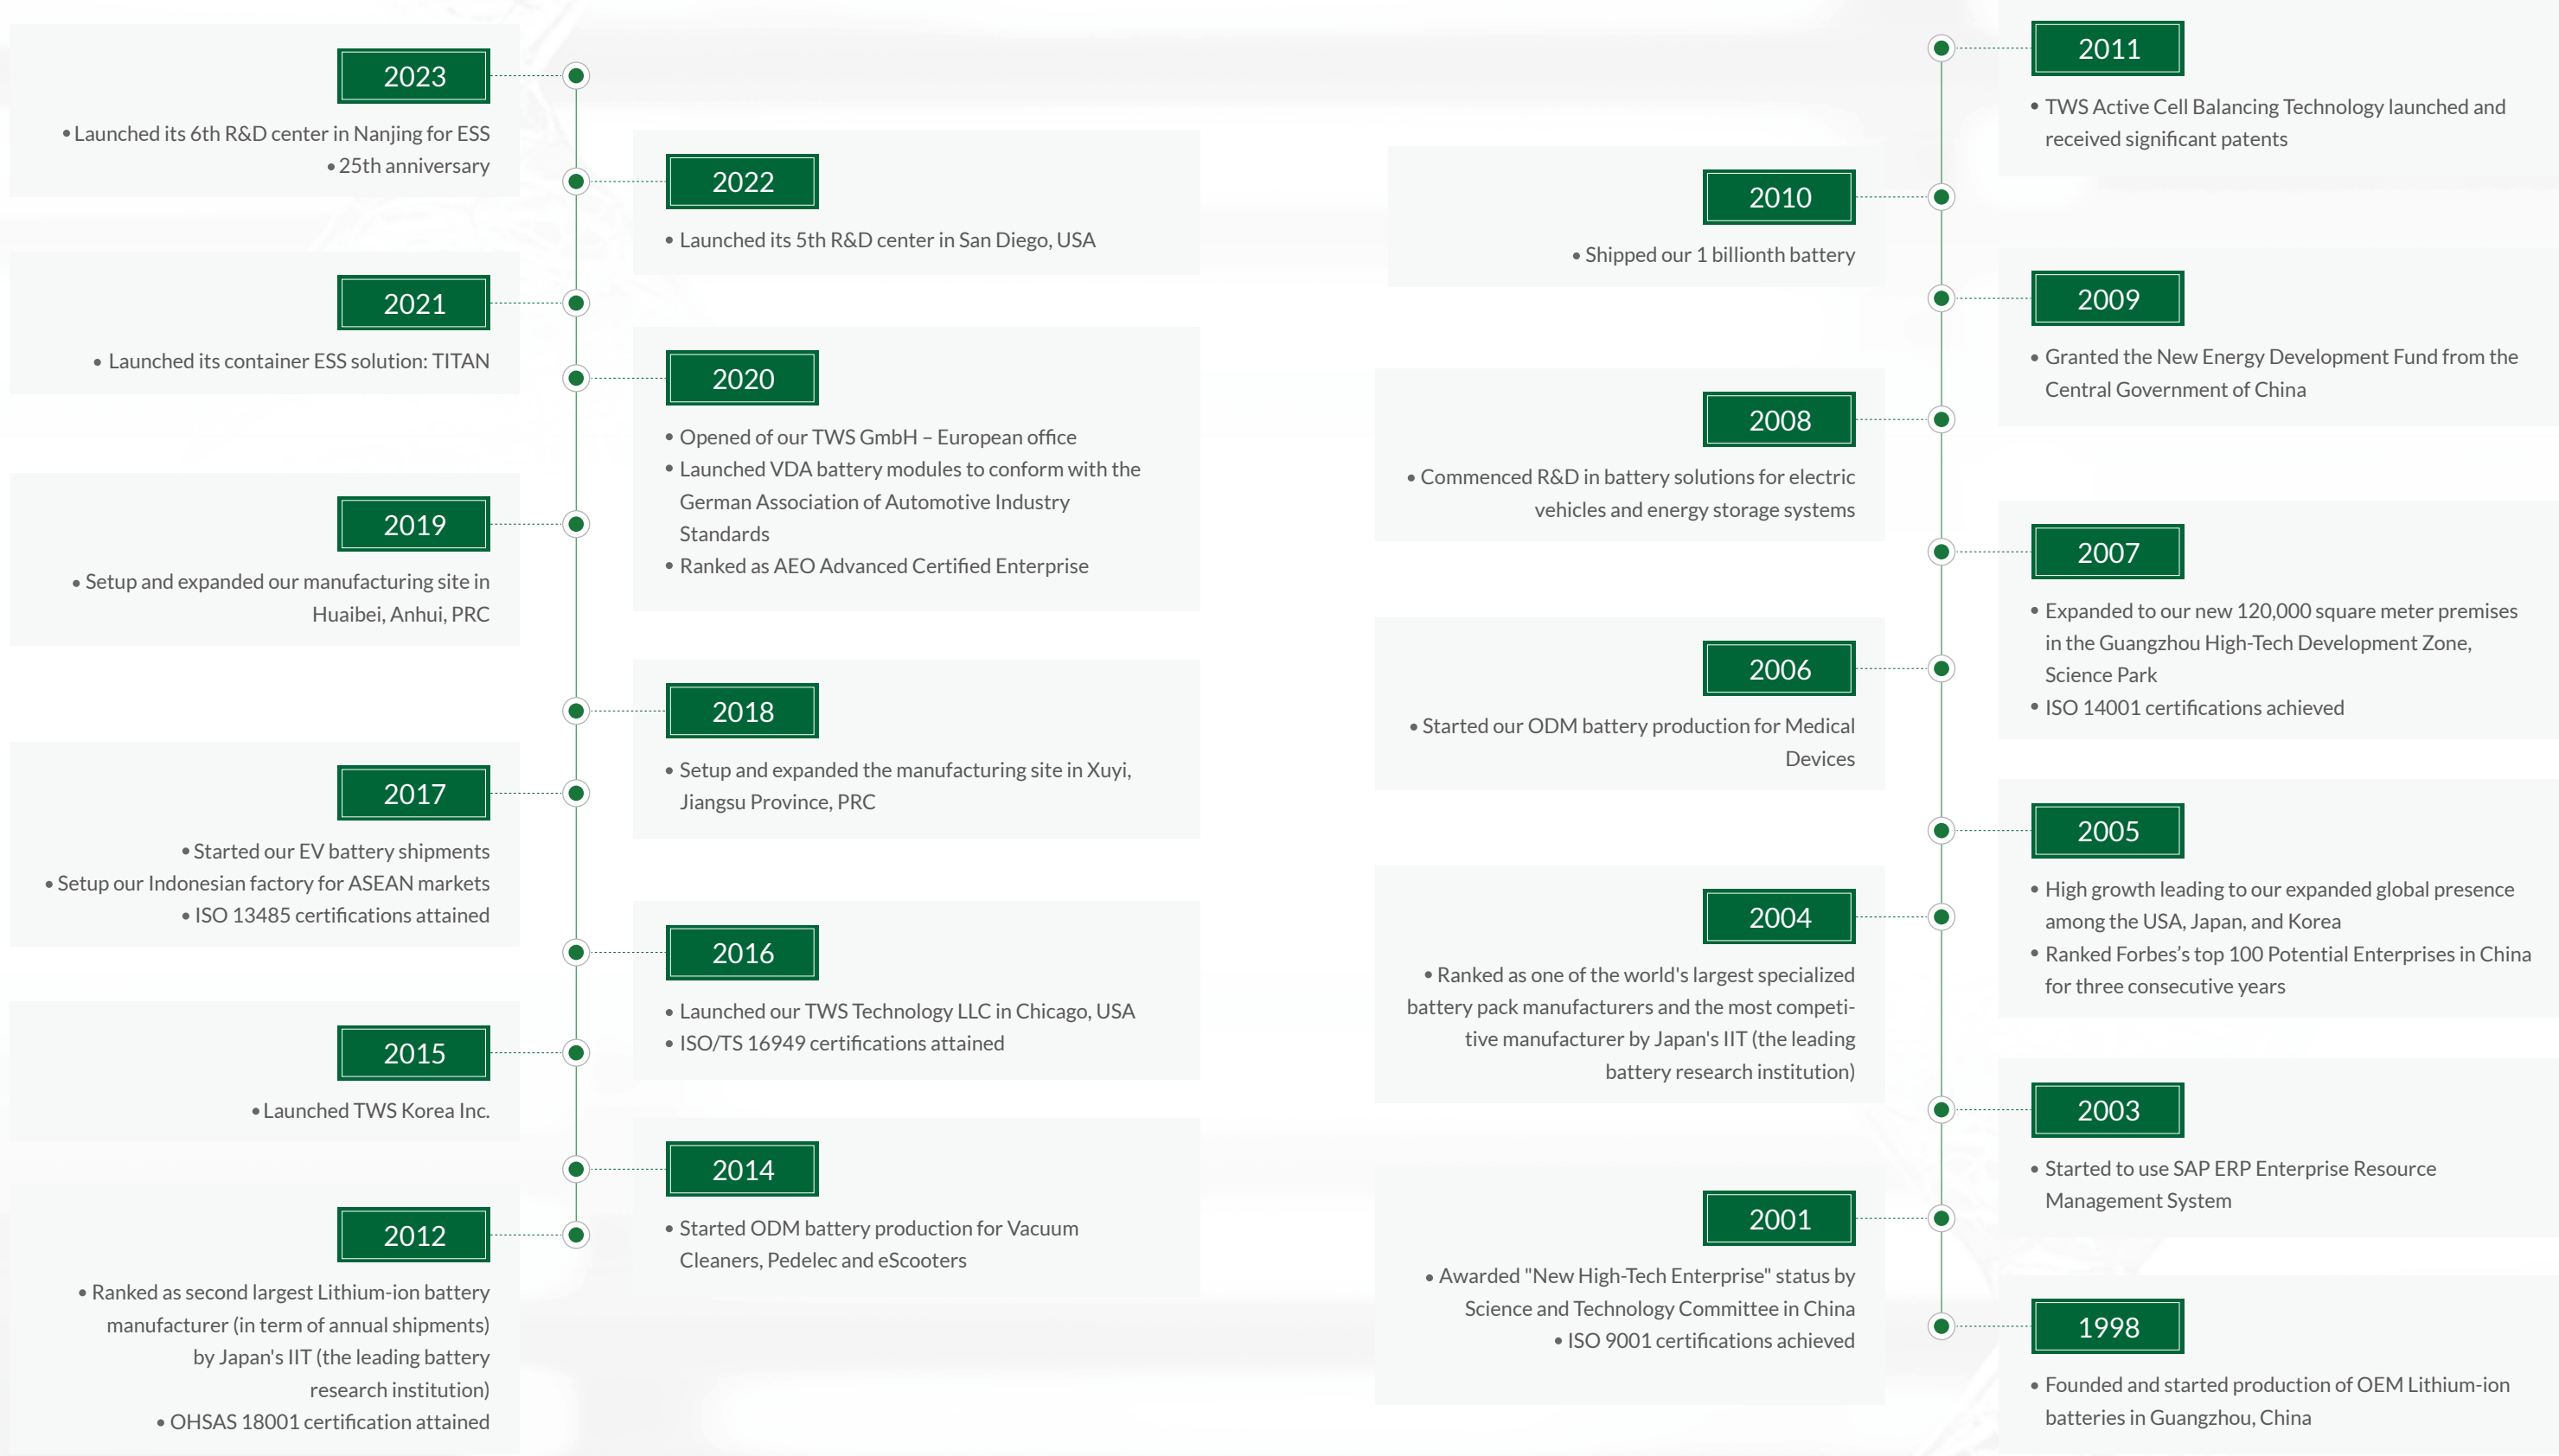 2023
• Launched its 6th R&D center in Nanjing for ESS
• 25th anniversary
2022
• Launched its 5th R&D center in San Diego, USA
2021
• Launched its container ESS solution: TITAN
2020
• Opened of our TWS GmbH – European office
• Launched VDA battery modules to conform with the
German Association of Automotive Industry
Standards
• Ranked as AEO Advanced Certified Enterprise
2019
• Setup and expanded our manufacturing site in
Huaibei, Anhui, PRC
2018
• Setup and expanded the manufacturing site in Xuyi,
Jiangsu Province, PRC
2017
• Started our EV battery shipments
• Setup our Indonesian factory for ASEAN markets
• ISO 13485 certifications attained
2016
• Launched our TWS Technology LLC in Chicago, USA
• ISO/TS 16949 certifications attained
2015
• Launched TWS Korea Inc.
2014
• Started ODM battery production for Vacuum
Cleaners, Pedelec and eScooters
2012
• Ranked as second largest Lithium-ion battery
manufacturer (in term of annual shipments)
by Japan's IIT (the leading battery
research institution)
• OHSAS 18001 certification attained
2011
• TWS Active Cell Balancing Technology launched and
received significant patents
2010
• Shipped our 1 billionth battery
2009
• Granted the New Energy Development Fund from the
Central Government of China
2008
• Commenced R&D in battery solutions for electric
vehicles and energy storage systems
2007
• Expanded to our new 120,000 square meter premises
in the Guangzhou High-Tech Development Zone,
Science Park
• ISO 14001 certifications achieved
2006
• Started our ODM battery production for Medical
Devices
2005
• High growth leading to our expanded global presence
among the USA, Japan, and Korea
• Ranked Forbes’s top 100 Potential Enterprises in China
for three consecutive years
2004
• Ranked as one of the world's largest specialized
battery pack manufacturers and the most competi-
tive manufacturer by Japan's IIT (the leading
battery research institution)
2003
• Started to use SAP ERP Enterprise Resource
Management System
2001
• Awarded "New High-Tech Enterprise" status by
Science and Technology Committee in China
• ISO 9001 certifications achieved
1998
• Founded and started production of OEM Lithium-ion
batteries in Guangzhou, China